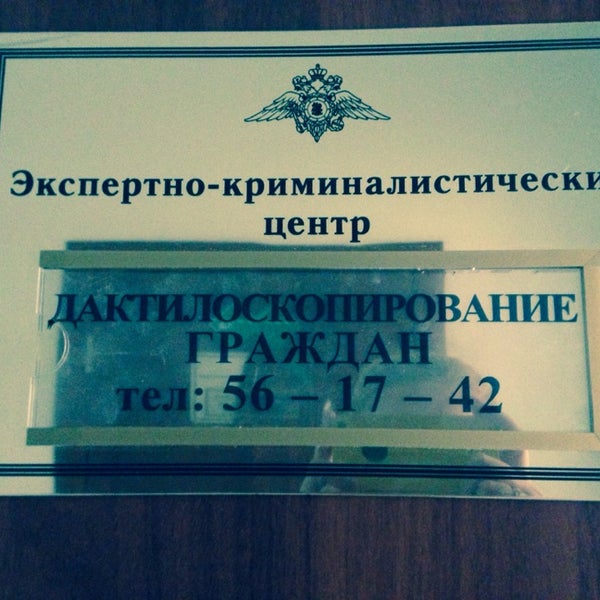 Экспертно-криминалистически
центр
ДАКТИЛОСКОПИРОВАНИЕ
ГРАЖДАН
тел: 56 – 17 – 42